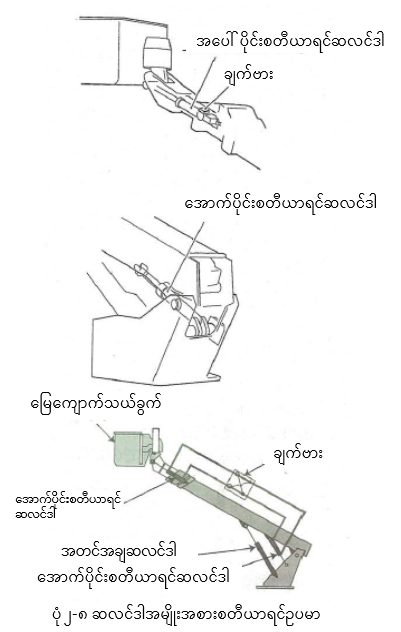 အပေါ် ပိုင်းစတီယာရင်ဆလင်ဒါ
ချက်ဗား
အောက်ပိုင်းစတီယာရင်ဆလင်ဒါ
မြေကျောက်သယ်ခွက်
ချက်ဗား
အောက်ပိုင်းစတီယာရင်
ဆလင်ဒါ
အတင်အချဆလင်ဒါ
အောက်ပိုင်းစတီယာရင်ဆလင်ဒါ
ပုံ ၂-၈ ဆလင်ဒါအမျိုးအစားစတီယာရင်ဥပမာ